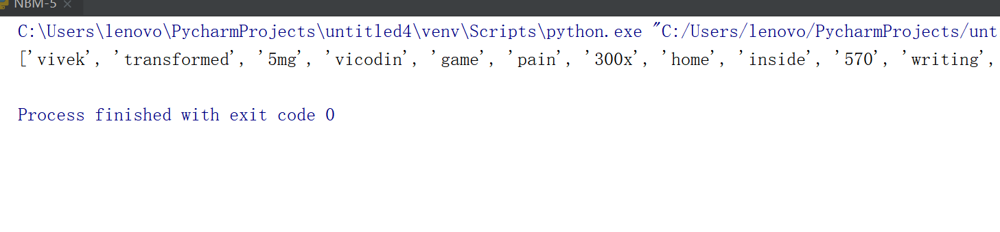 NBM-5
C:\Users\lenovo\PycharmProjects\untitled4\venv\Scripts\python.exe "C:/Users/lenovo/PycharmProjects/unt
['vivek', 'transformed', '5mg', 'vicodin', 'game', 'pain', '300x', 'home', 'inside', '570', 'writing',
Process finished with exit code 0